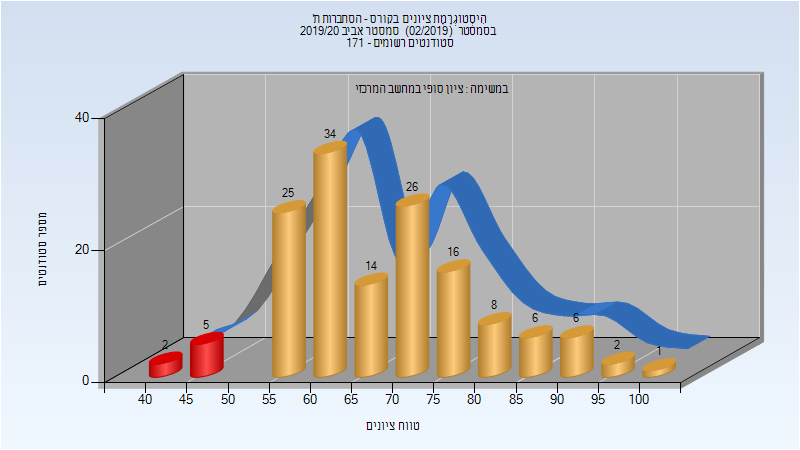 היסטוגרמת ציונים בקורס - הסתברות ת'
בסמסטר (02/2019) סמסטר אביב 2019/20
סטודנטים רשומים - 171
במשימה : ציון סופי במחשב המרכזי
מספר סטודנטים
40
20
0
2
5
25
34
14
26
16
8
6
6
2
1
40 45 50 55 60 65 70 75 80 85 90 95 100
טווח ציונים